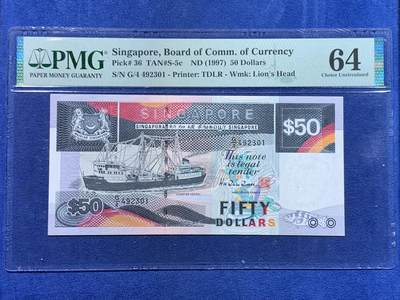 PMG
PAPER MONEY GUARANTY
Singapore, Board of Comm. of Currency
Pick# 36 TAN#S-5c ND (1997) 50 Dollars
S/N G/4 492301 - Printer: TDLR - Wmk: Lion's Head
64
Choice Uncirculated
SINGAPORE
$50
492301
This note
is legal
tender
$50
492301
FIFTY
DOLLARS